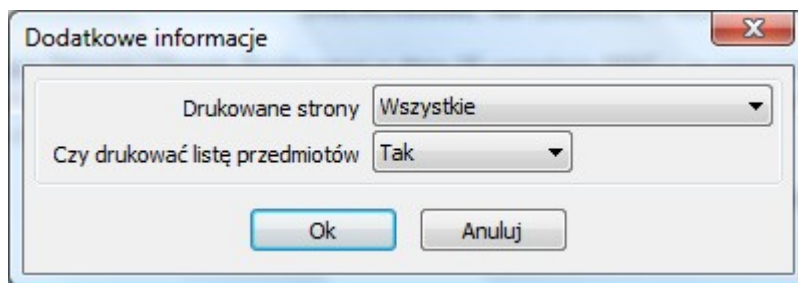 Dodatkowe informacje
Drukowane strony Wszystkie
Czy drukować listę przedmiotów Tak
Ok Anuluj